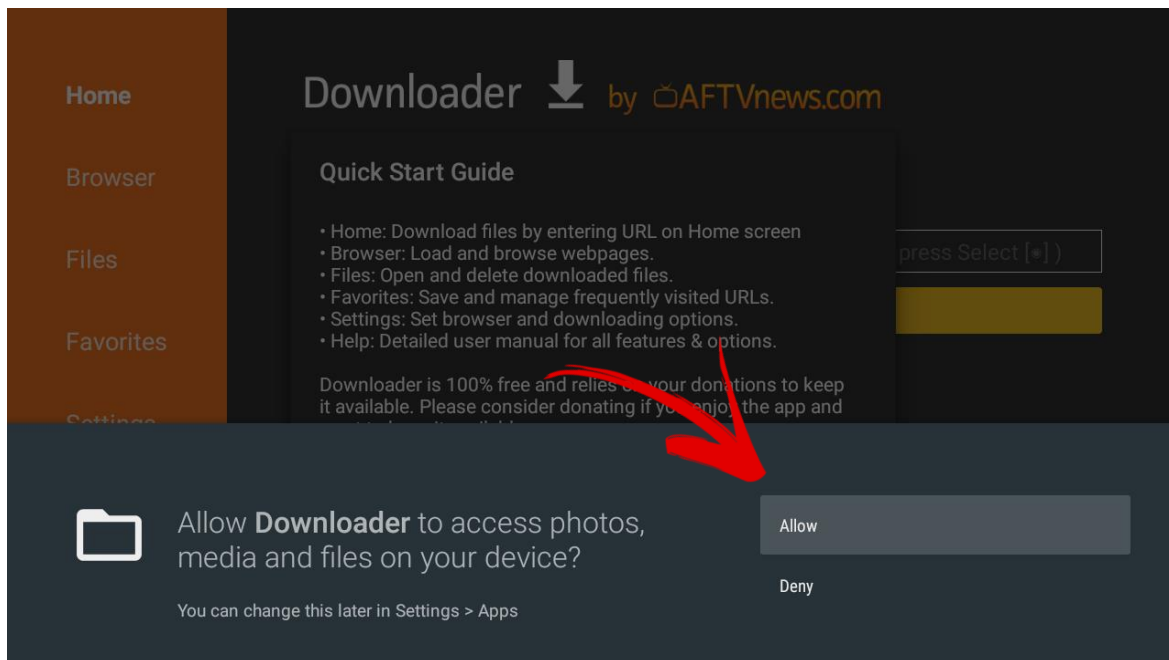 Home
Downloader by AFTVnews.com
Browser
Quick Start Guide
• Home: Download files by entering URL on Home screen
• Browser: Load and browse webpages.
• Files: Open and delete downloaded files.
• Favorites: Save and manage frequently visited URLs.
• Settings: Set browser and downloading options.
• Help: Detailed user manual for all features & options.
Files
press Select [◉] )
Favorites
Downloader is 100% free and relies on your donations to keep
it available. Please consider donating if you enjoy the app and
Settings
Allow Downloader to access photos,
media and files on your device?
You can change this later in Settings > Apps
Allow
Deny